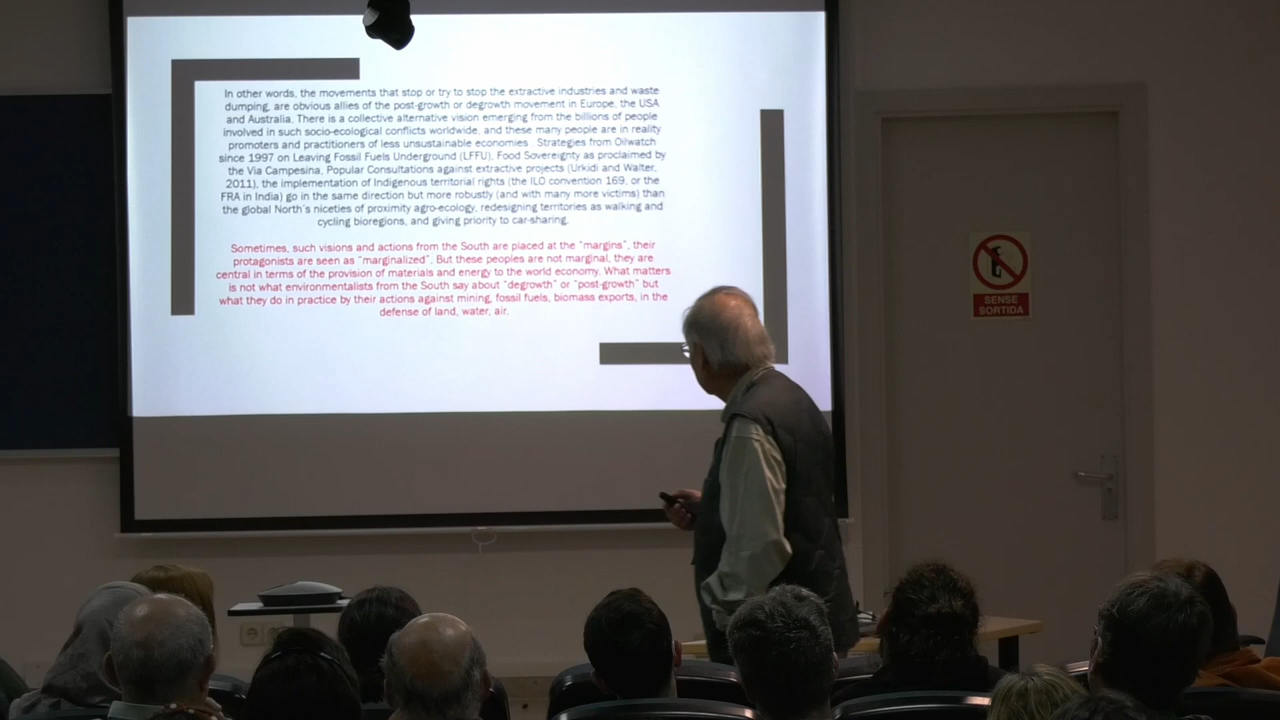 In other words, the movements that stop or try to stop the extractive industries and waste
dumping, are obvious allies of the post-growth or degrowth movement in Europe, the USA
and Australia. There is a collective alternative vision emerging from the billions of people
involved in such socio-ecological conflicts worldwide, and these many people are in reality
promoters and practitioners of less unsustainable economies . Strategies from Oilwatch
since 1997 on Leaving Fossil Fuels Underground (LFFU), Food Sovereignty as proclaimed by
the Via Campesina, Popular Consultations against extractive projects (Urkidi and Walter,
2011), the implementation of Indigenous territorial rights (the ILO convention 169, or the
FRA in India) go in the same direction but more robustly (and with many more victims) than
the global North's niceties of proximity agro-ecology, redesigning territories as walking and
cycling bioregions, and giving priority to car-sharing.
Sometimes, such visions and actions from the South are placed at the "margins", their
protagonists are seen as "marginalized". But these peoples are not marginal, they are
central in terms of the provision of materials and energy to the world economy. What matters
is not what environmentalists from the South say about "degrowth" or "post-growth" but
what they do in practice by their actions against mining, fossil fuels, biomass exports, in the
defense of land, water, air.
SENSE
SORTIDA